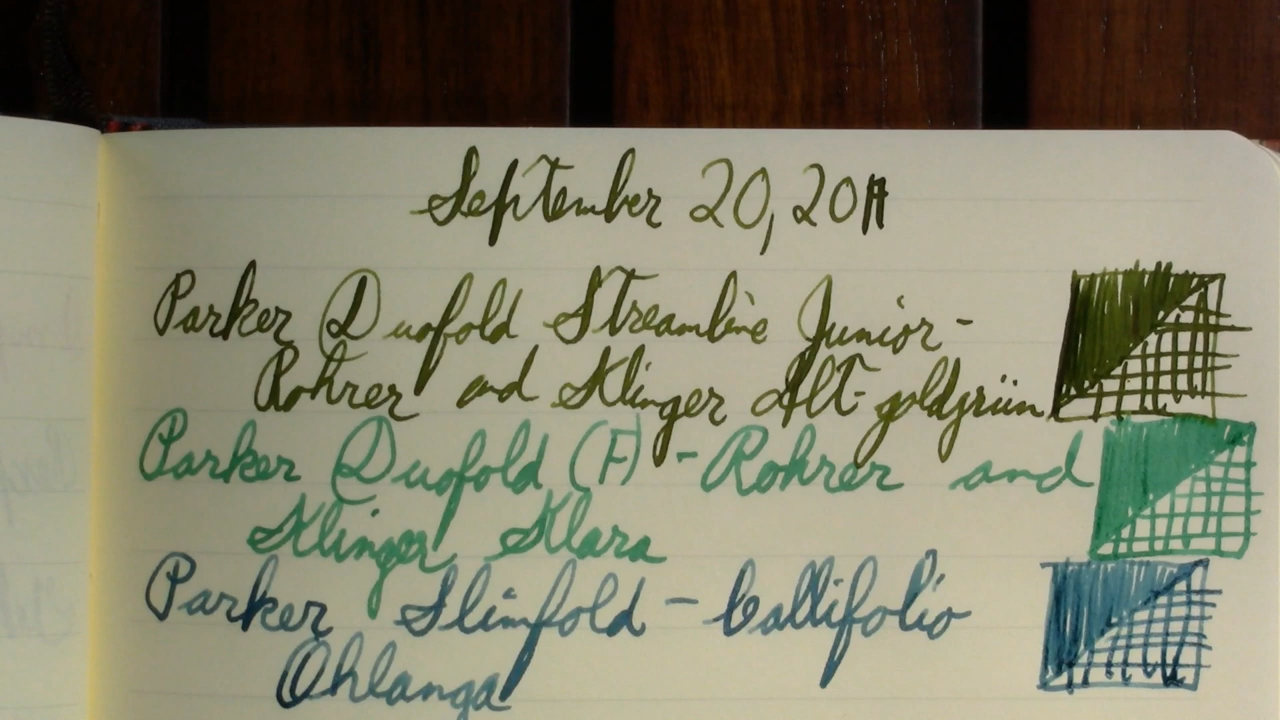 September 20, 2011
Parker Duofold Streamline Junior-
Rohrer and Klinger Alt-goldgrün
Parker Duofold (F) - Rohrer and
Klinger Klara
Parker Slimfold - Callifolio
Ohlanga